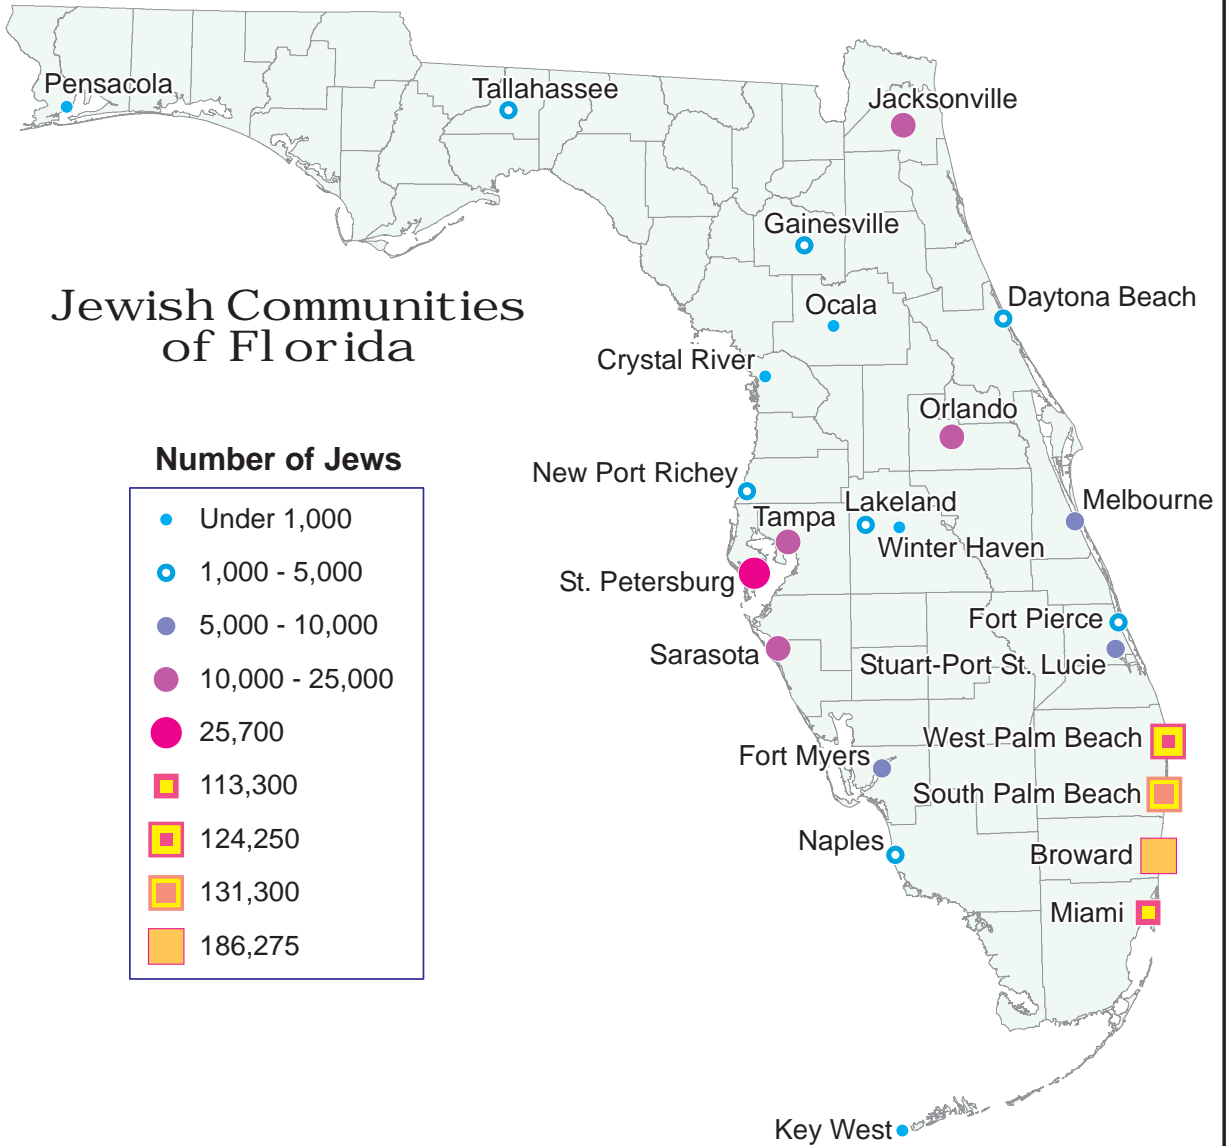 Pensacola
Tallahassee
Jacksonville
Gainesville
Jewish Communities
of Florida
Daytona Beach
Ocala
Crystal River
Orlando
Number of Jews
New Port Richey
Lakeland
Melbourne
Tampa
Winter Haven
Under 1,000
1,000 - 5,000
5,000 - 10,000
10,000 - 25,000
25,700
113,300
124,250
131,300
186,275
St. Petersburg
Fort Pierce
Sarasota
Stuart-Port St. Lucie
West Palm Beach
Fort Myers
South Palm Beach
Naples
Broward
Miami
Key West